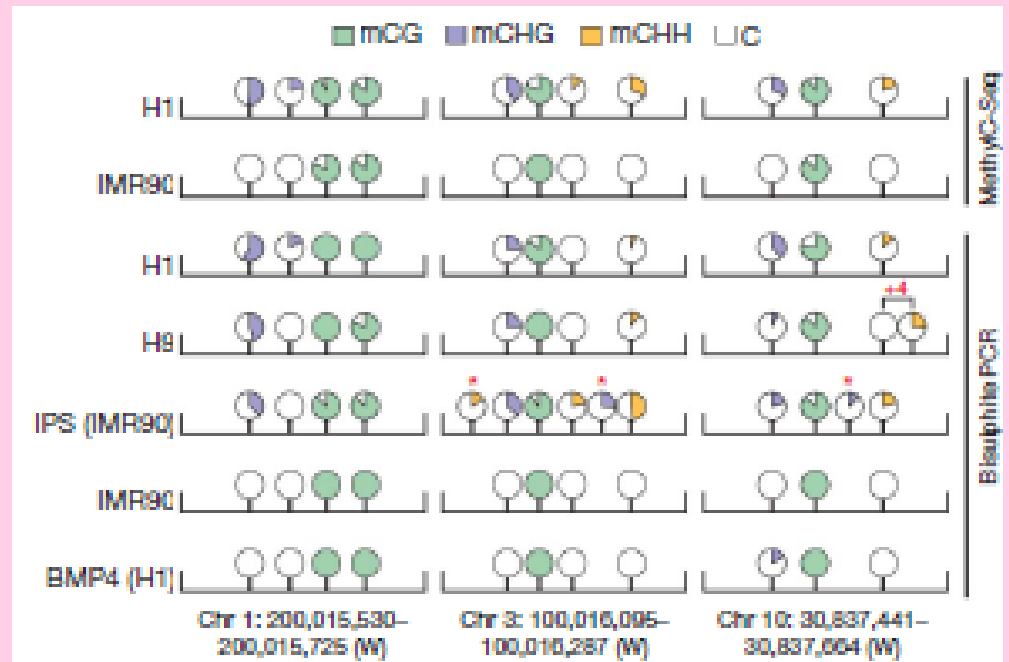 mCG mCHG mCHH C
H1
IMR90
MethylC-Seq
H1
+4
H9
* * *
IPS (IMR90)
IMR90
BMP4 (H1)
Bisulphite PCR
Chr 1: 200,015,530–
200,015,725 (W)
Chr 3: 100,016,095–
100,016,287 (W)
Chr 10: 30,837,441–
30,837,664 (W)